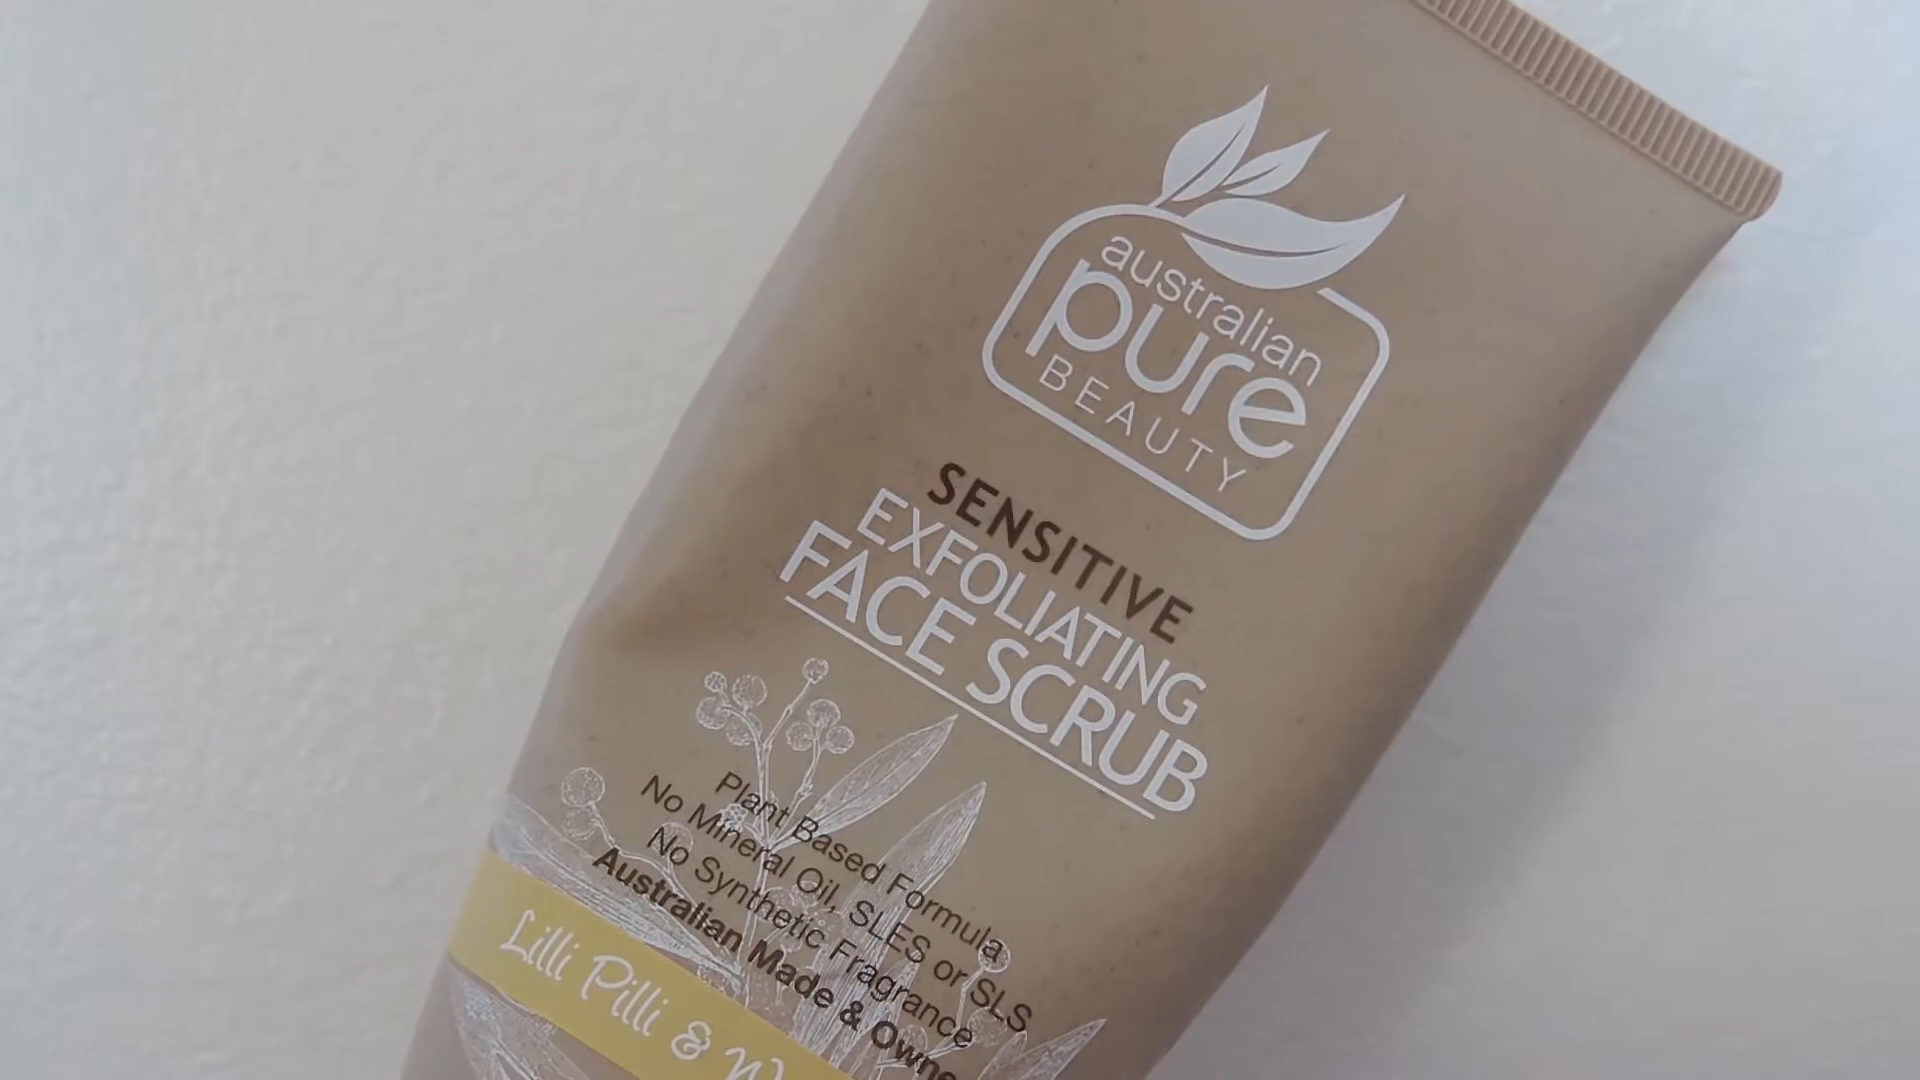 australian
pure
BEAUTY
SENSITIVE
EXFOLIATING
FACE SCRUB
Plant Based Formula
No Mineral Oil, SLES or SLS
No Synthetic Fragrance
Australian Made &
Lilli Pilli &